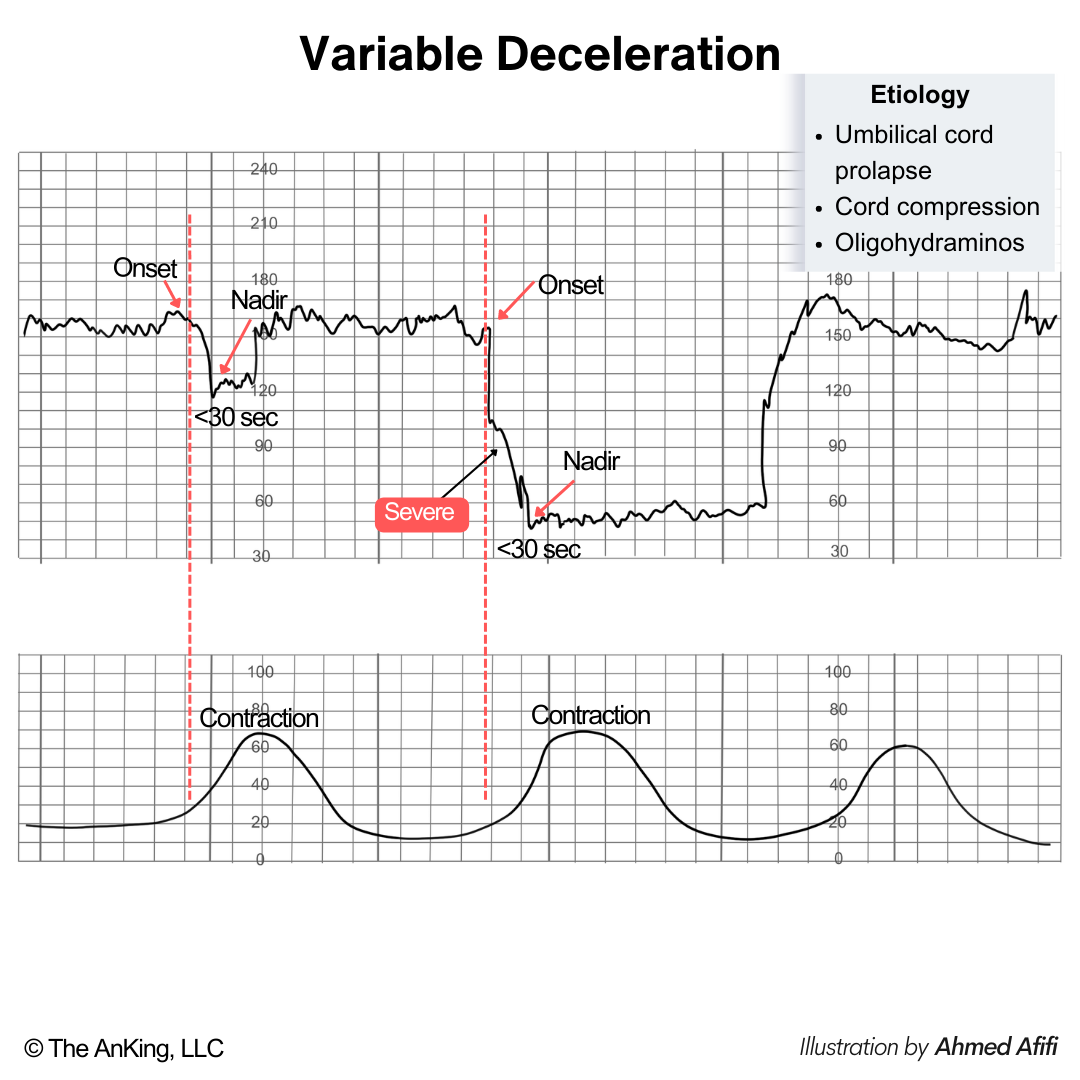 Variable Deceleration
Etiology
• Umbilical cord
prolapse
• Cord compression
• Oligohydraminos
240
210
180
150
120
90
60
30
180
150
120
90
60
30
Onset
Nadir
<30 sec
Onset
Nadir
Severe
<30 sec
100
80
60
40
20
0
100
80
60
40
20
0
Contraction
Contraction
© The AnKing, LLC
Illustration by Ahmed Afifi